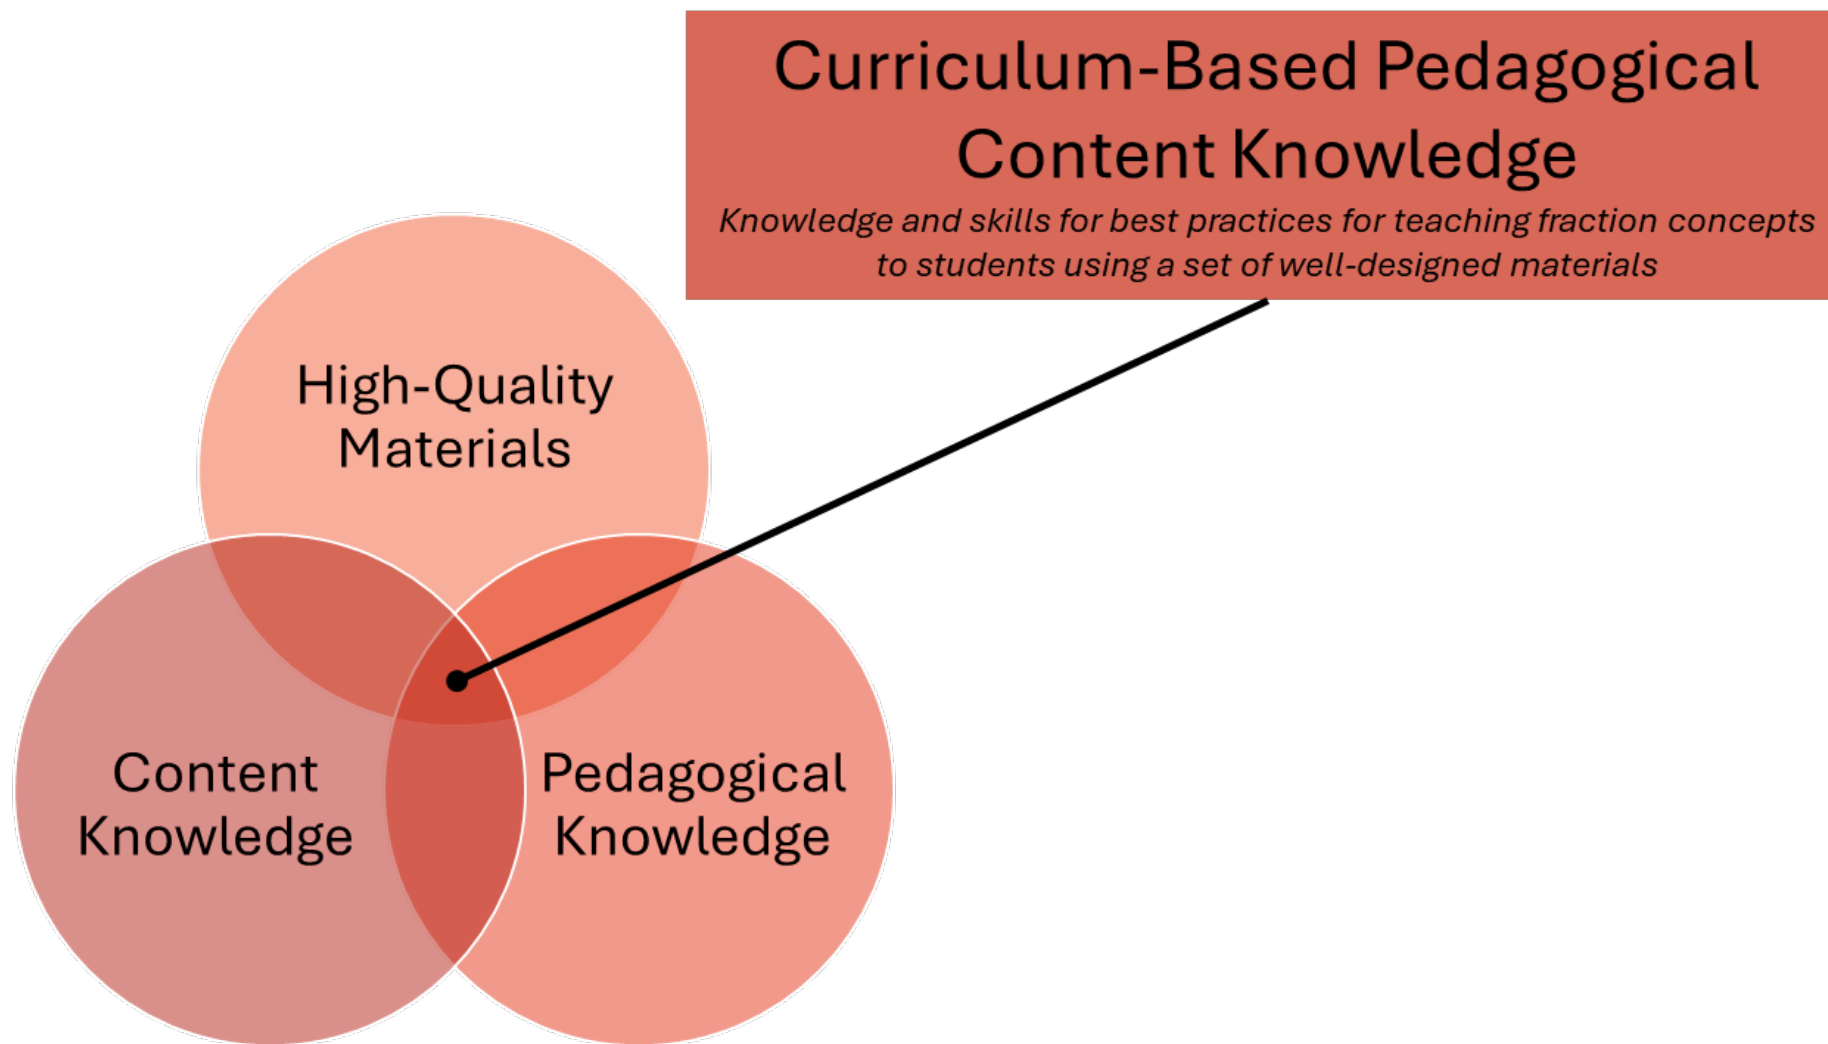 Curriculum-Based Pedagogical
Content Knowledge
Knowledge and skills for best practices for teaching fraction concepts
to students using a set of well-designed materials
High-Quality
Materials
Content
Knowledge
Pedagogical
Knowledge